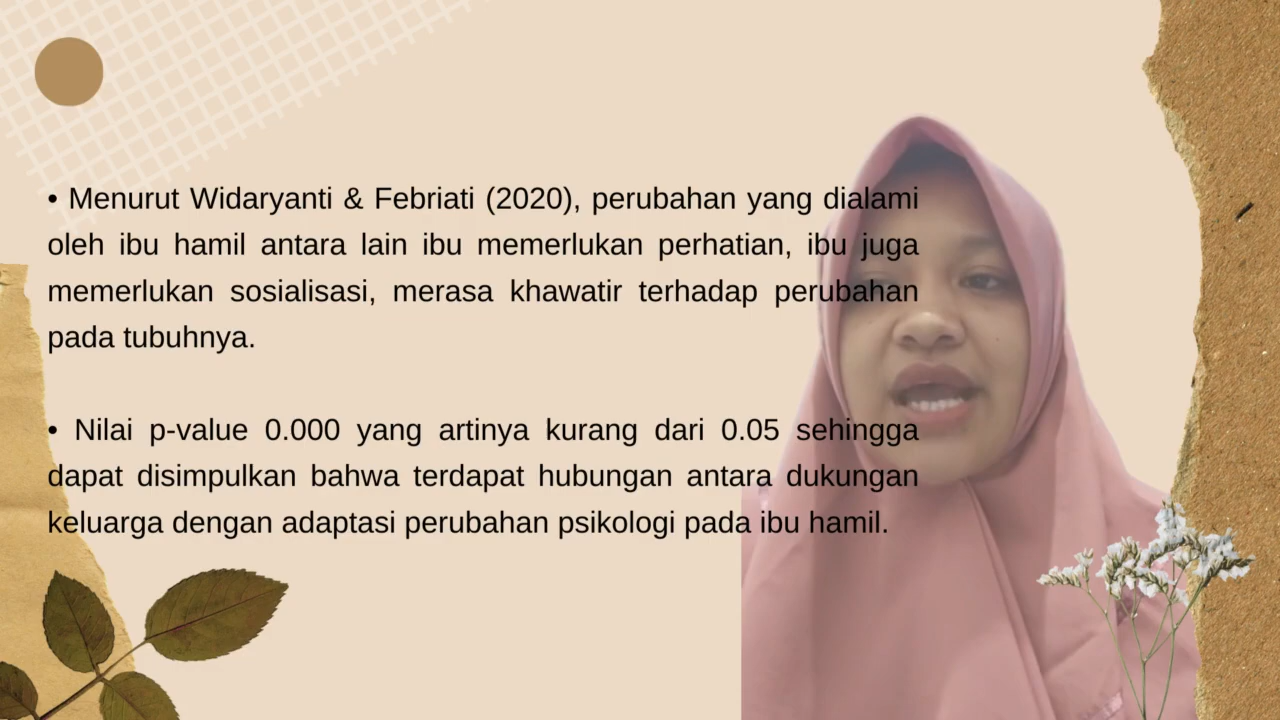 • Menurut Widaryanti & Febriati (2020), perubahan yang dialami
oleh ibu hamil antara lain ibu memerlukan perhatian, ibu juga
memerlukan sosialisasi, merasa khawatir terhadap perubahan
pada tubuhnya.
• Nilai p-value 0.000 yang artinya kurang dari 0.05 sehingga
dapat disimpulkan bahwa terdapat hubungan antara dukungan
keluarga dengan adaptasi perubahan psikologi pada ibu hamil.